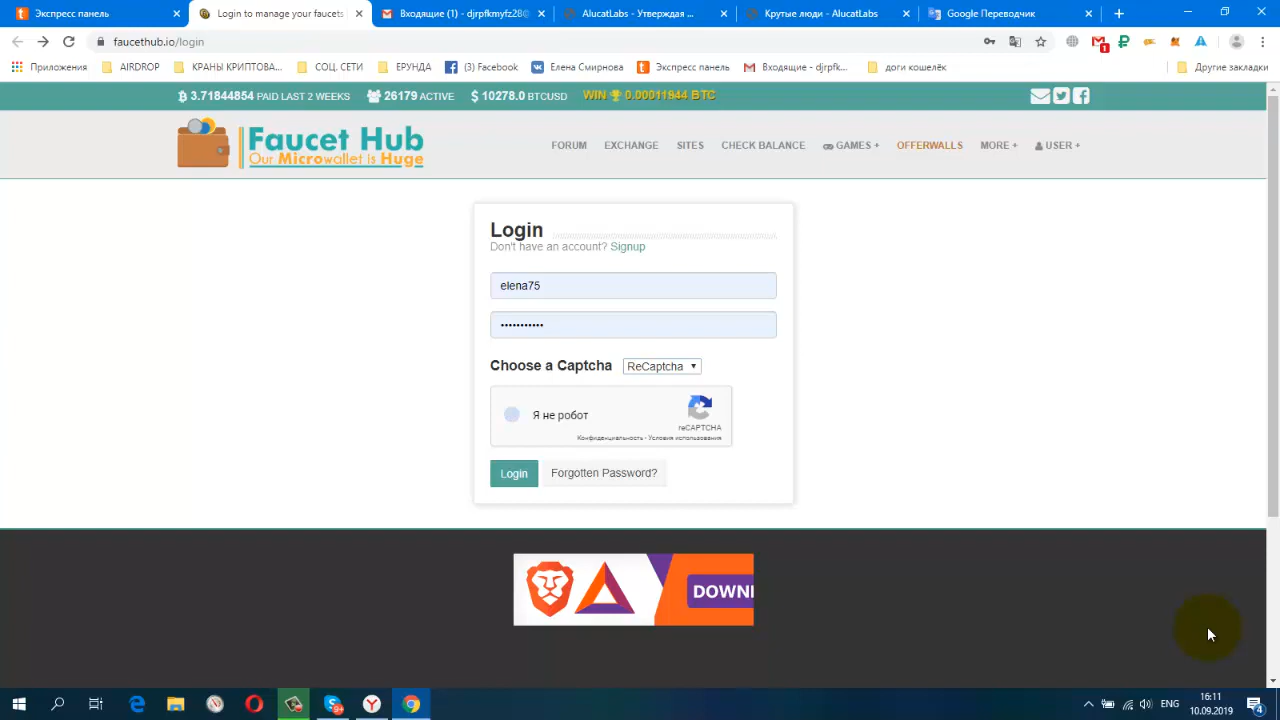 Экспресс панель
Login to manage your faucets
Входящие (1) - djrpfkmyfz28@
AlucatLabs - Утверждая ...
Крутые люди - AlucatLabs
Google Переводчик
faucethub.io/login
1
Приложения
AIRDROP
КРАНЫ КРИПТОВА...
СОЦ. СЕТИ
ЕРУНДА
(3) Facebook
Елена Смирнова
Экспресс панель
Входящие - djrpfk...
доги кошелёк
Другие закладки
3.71844854 PAID LAST 2 WEEKS
26179 ACTIVE
$ 10278.0 BTCUSD
WIN 0.00011944 BTC
Faucet Hub
Our Microwallet is Huge
FORUM
EXCHANGE
SITES
CHECK BALANCE
GAMES +
OFFERWALLS
MORE +
USER +
Login
Don't have an account? Signup
elena75
•••••••••••
Choose a Captcha
ReCaptcha
Я не робот
reCAPTCHA
Конфиденциальность - Условия использования
Login
Forgotten Password?
DOWNL
ENG
16:11
10.09.2019
4